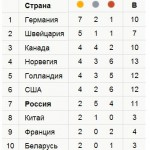 Страна В
1 Германия 7 2 1 10
2 Швейцария 5 1 1 7
3 Канада 4 4 2 10
4 Норвегия 4 3 6 13
5 Голландия 4 3 5 12
6 США 4 2 6 12
7 Россия 2 5 4 11
8 Китай 2 1 0 3
9 Франция 2 0 2 4
10 Беларусь 2 0 1 3